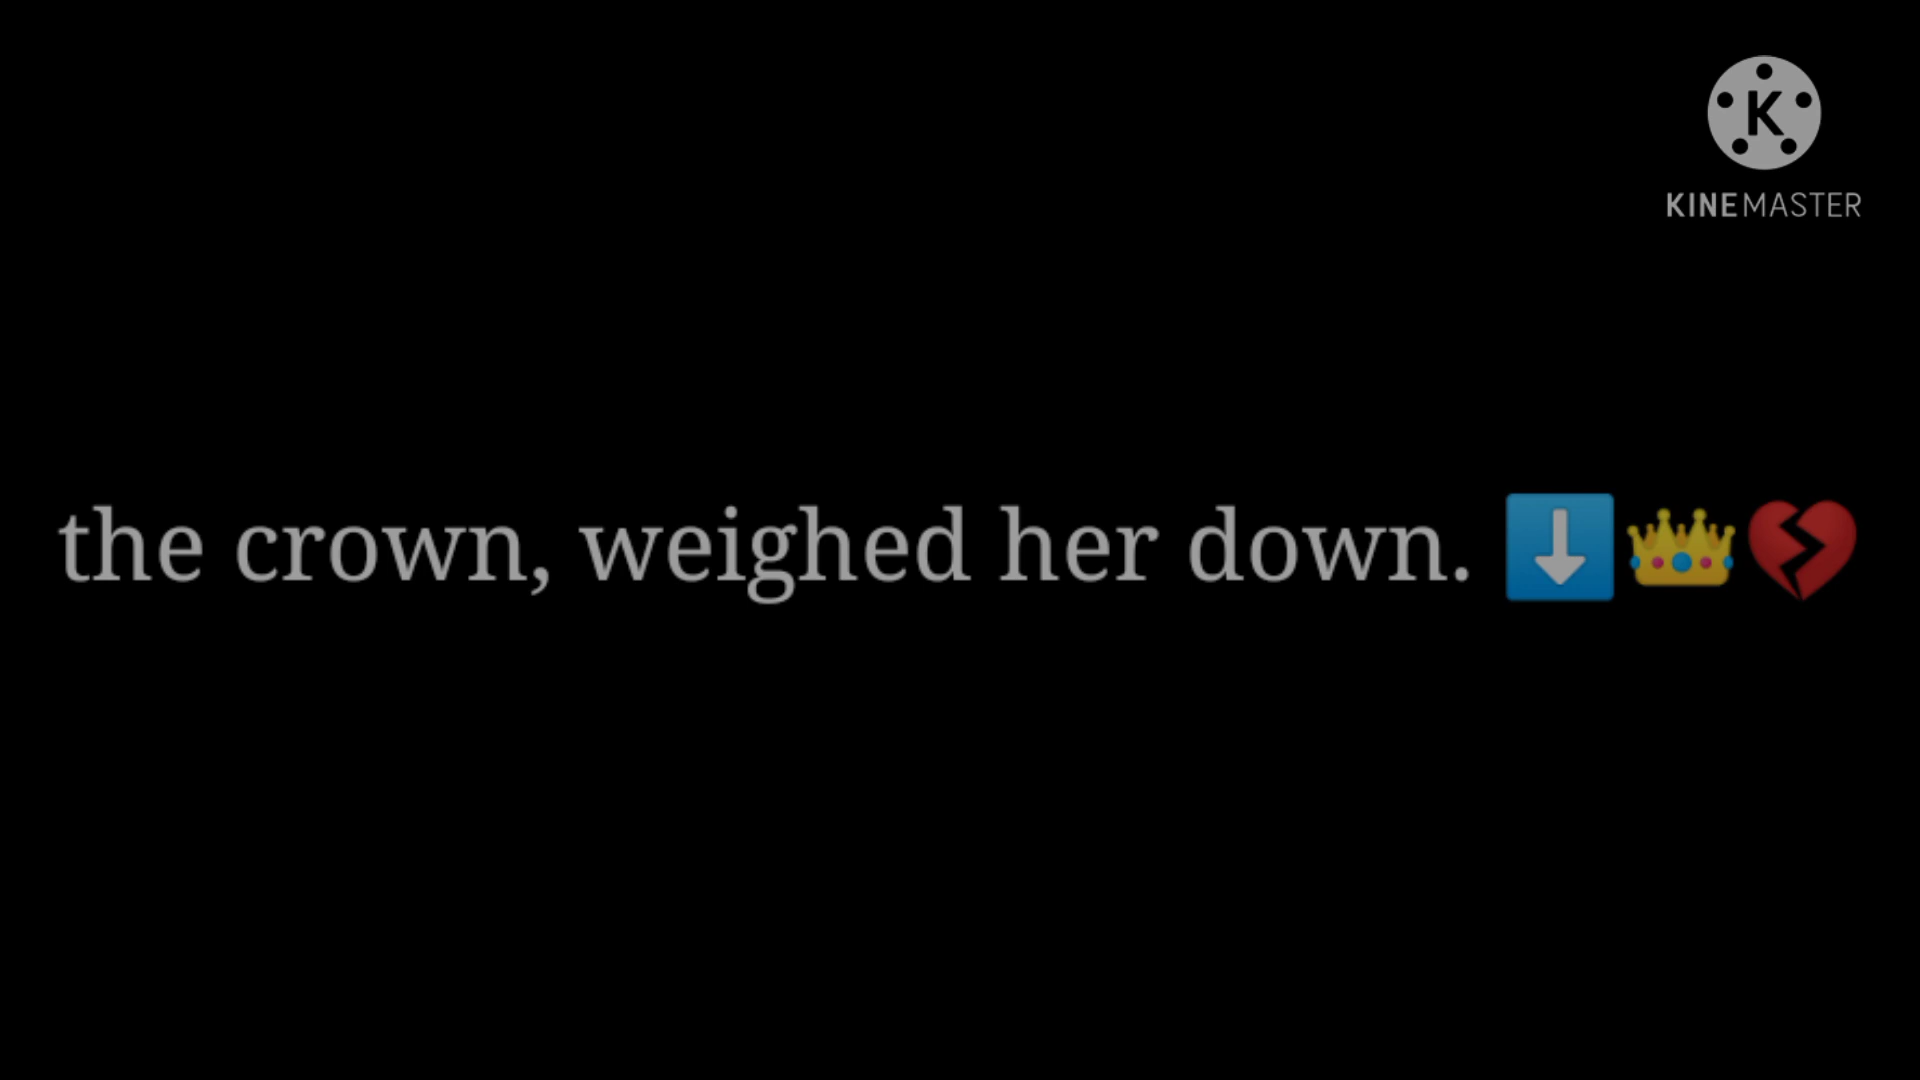 K
KINEMASTER
the crown, weighed her down. ⬇️👑💔